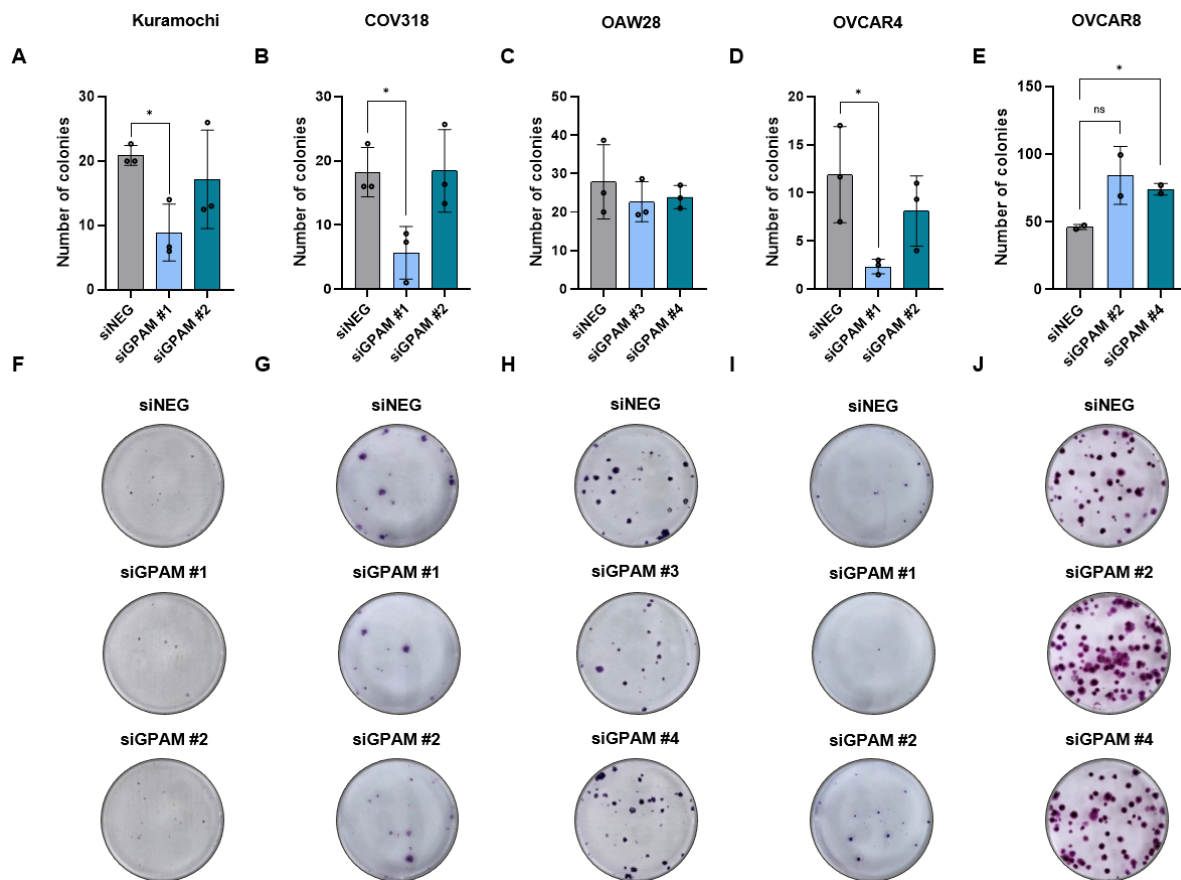 Kuramochi COV318 OAW28 OVCAR4 OVCAR8
A B C D E
Number of colonies
30
20
10
0
*
siNEG
siGPAM #1
siGPAM #2
Number of colonies
30
20
10
0
*
siNEG
siGPAM #1
siGPAM #2
Number of colonies
50
40
30
20
10
0
siNEG
siGPAM #3
siGPAM #4
Number of colonies
20
15
10
5
0
*
siNEG
siGPAM #1
siGPAM #2
Number of colonies
150
100
50
0
*
ns
siNEG
siGPAM #2
siGPAM #4
F G H I J
siNEG siNEG siNEG siNEG siNEG
siGPAM #1 siGPAM #1 siGPAM #3 siGPAM #1 siGPAM #2
siGPAM #2 siGPAM #2 siGPAM #4 siGPAM #2 siGPAM #4